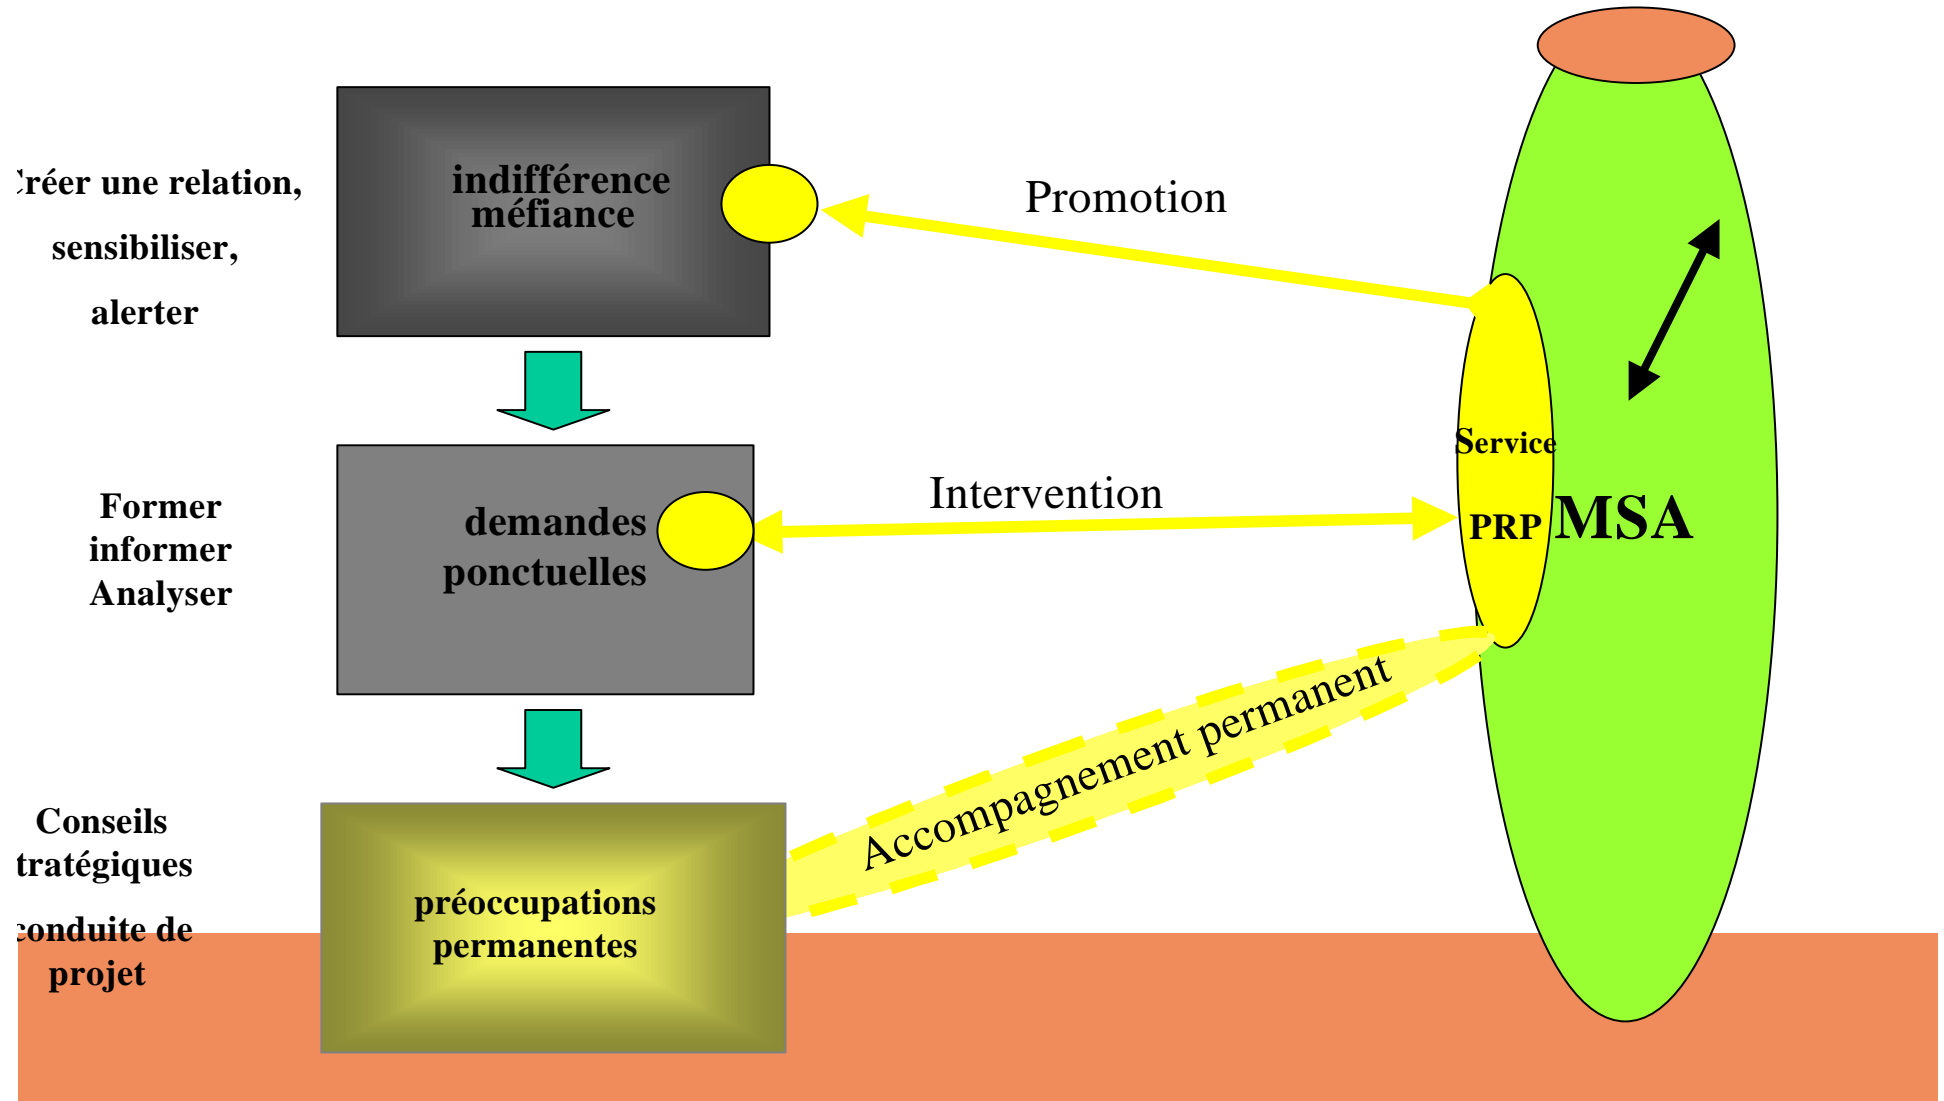 Créer une relation,
sensibiliser,
alerter
indifférence
méfiance
Promotion
Former
informer
Analyser
demandes
ponctuelles
Intervention
Service
PRP
MSA
Conseils
tratégiques
conduite de
projet
préoccupations
permanentes
Accompagnement permanent